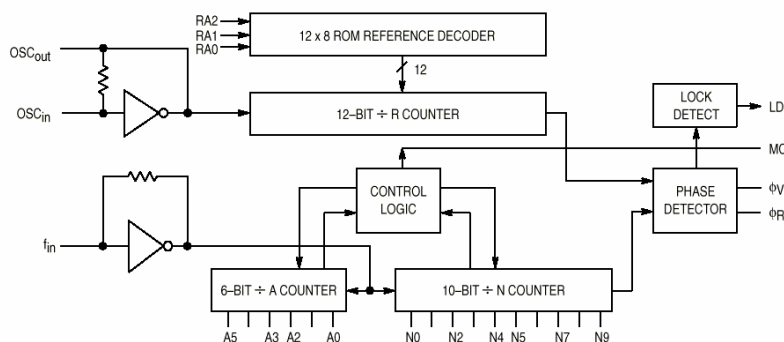 RA2
RA1
RA0
12 x 8 ROM REFERENCE DECODER
OSCout
12
OSCin
12–BIT ÷ R COUNTER
LOCK
DETECT
LD
MC
CONTROL
LOGIC
PHASE
DETECTOR
ϕV
ϕR
fin
6–BIT ÷ A COUNTER
10–BIT ÷ N COUNTER
A5 A3 A2 A0 N0 N2 N4 N5 N7 N9